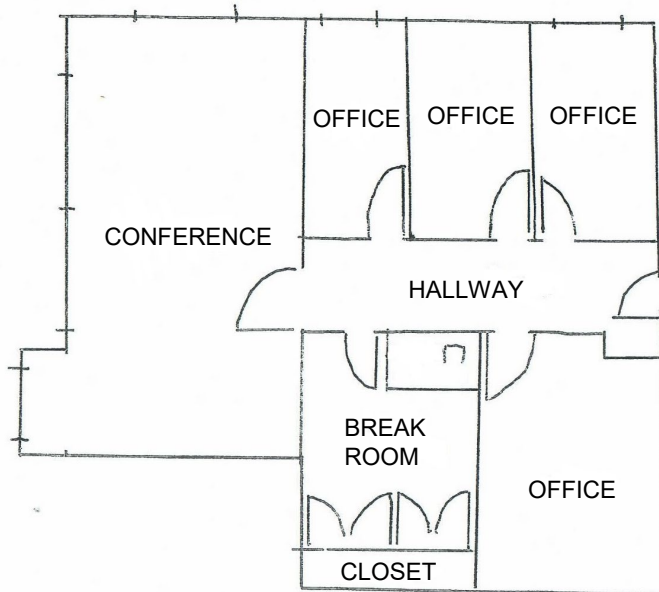 OFFICE
OFFICE
OFFICE
CONFERENCE
HALLWAY
BREAK
ROOM
OFFICE
CLOSET